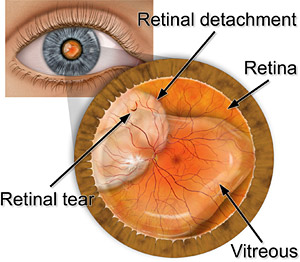 Retinal detachment
Retina
Retinal tear
Vitreous